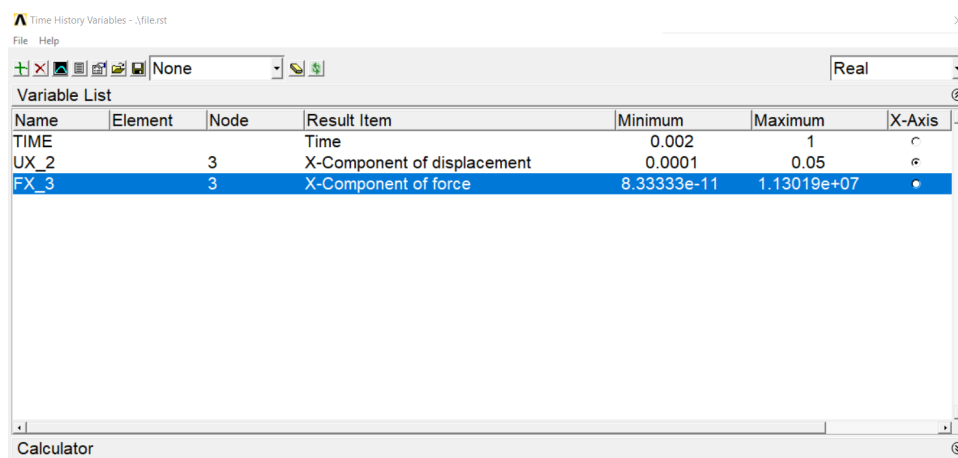 Time History Variables - .\file.rst
File Help
None Real
Variable List
Name Element Node Result Item Minimum Maximum X-Axis
TIME Time 0.002 1
UX_2 3 X-Component of displacement 0.0001 0.05
FX_3 3 X-Component of force 8.33333e-11 1.13019e+07
Calculator